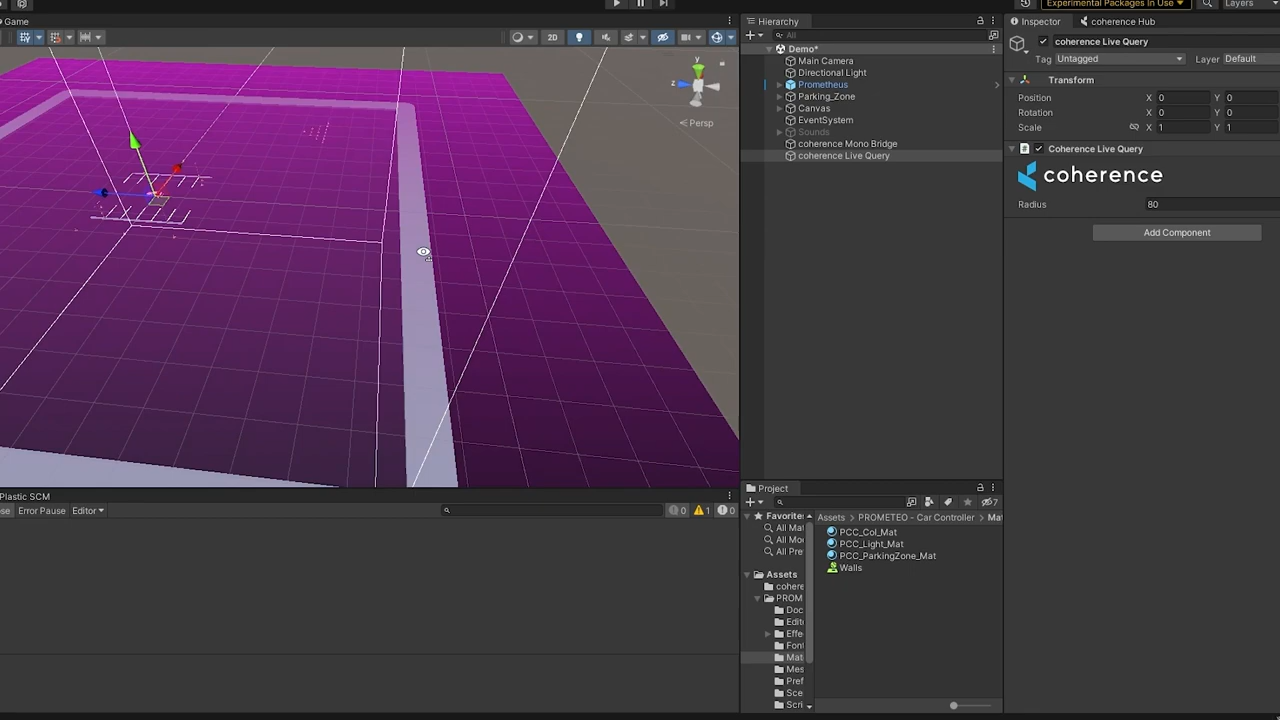 Experimental Packages In Use
Layers
Game
Hierarchy
Inspector
coherence Hub
2D
All
Demo*
Main Camera
Directional Light
Prometheus
Parking_Zone
Canvas
EventSystem
Sounds
coherence Mono Bridge
coherence Live Query
y
z
Persp
coherence Live Query
Tag Untagged
Layer Default
Transform
Position X 0 Y 0
Rotation X 0 Y 0
Scale X 1 Y 1
Coherence Live Query
coherence
Radius 80
Add Component
Plastic SCM
Error Pause Editor
0 1 0
Project
7
Favorites
All Mat
All Mod
All Pre
Assets
cohere
PROM
Doc
Edit
Effe
Font
Mat
Mes
Pref
Sce
Scri
Assets > PROMETEO - Car Controller > Mat
PCC_Col_Mat
PCC_Light_Mat
PCC_ParkingZone_Mat
Walls